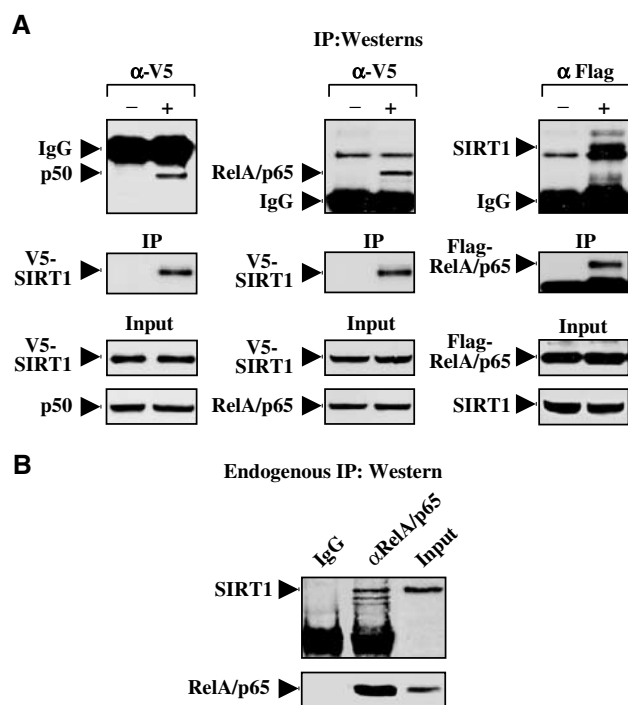 A
IP:Westerns
α-V5
α-V5
α Flag
− +
− +
− +
IgG
p50
RelA/p65
IgG
SIRT1
IgG
IP
IP
IP
V5-
SIRT1
V5-
SIRT1
Flag-
RelA/p65
Input
Input
Input
V5-
SIRT1
V5-
SIRT1
Flag-
RelA/p65
p50
RelA/p65
SIRT1
B
Endogenous IP: Western
IgG
αRelA/p65
Input
SIRT1
RelA/p65